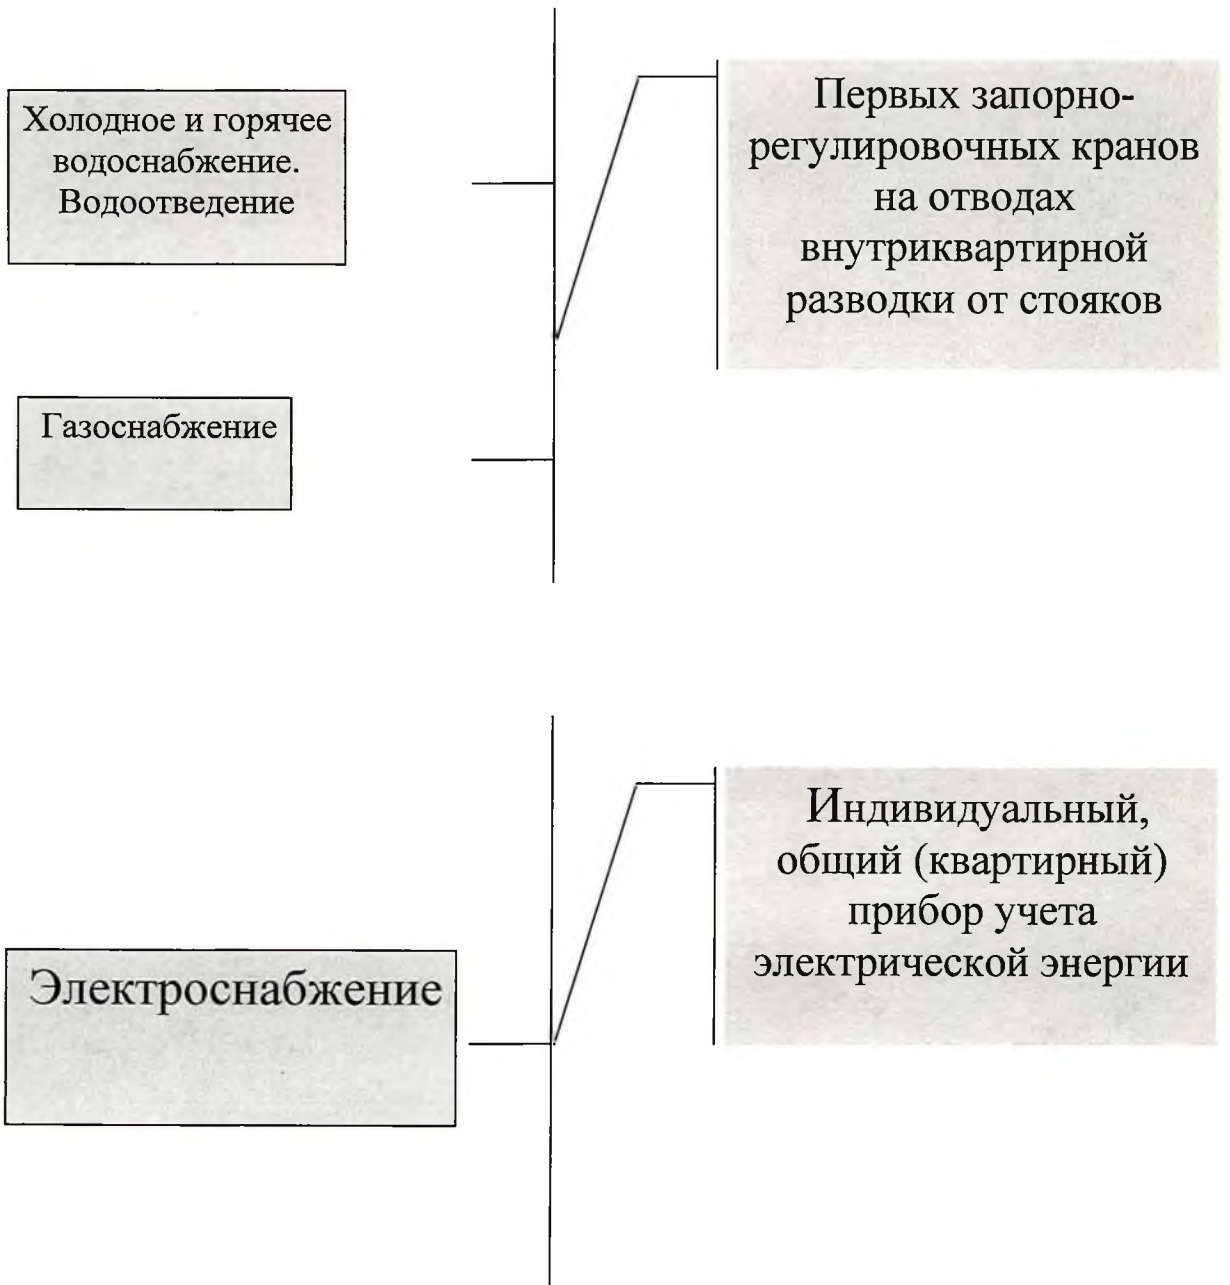 Холодное и горячее
водоснабжение.
Водоотведение
Первых запорно-
регулировочных кранов
на отводах
внутриквартирной
разводки от стояков
Газоснабжение
Индивидуальный,
общий (квартирный)
прибор учета
электрической энергии
Электроснабжение